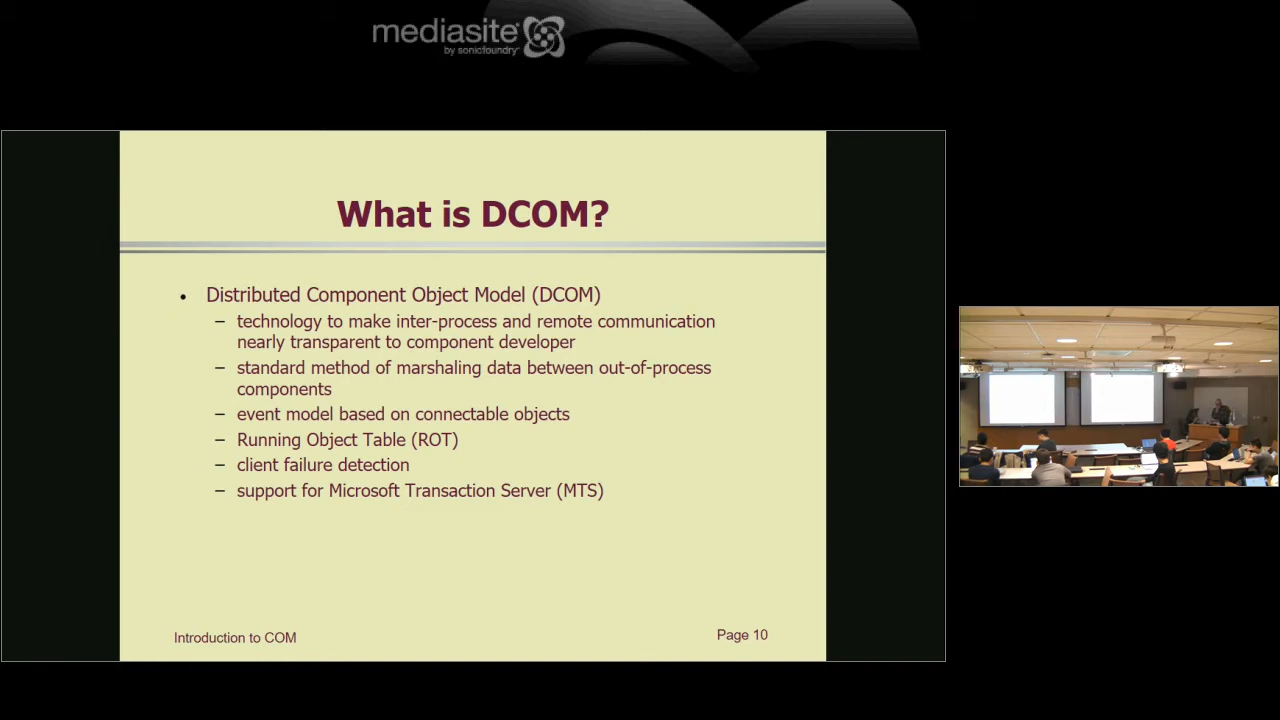 mediasite
by sonicfoundry
What is DCOM?
• Distributed Component Object Model (DCOM)
– technology to make inter-process and remote communication
nearly transparent to component developer
– standard method of marshaling data between out-of-process
components
– event model based on connectable objects
– Running Object Table (ROT)
– client failure detection
– support for Microsoft Transaction Server (MTS)
Introduction to COM
Page 10